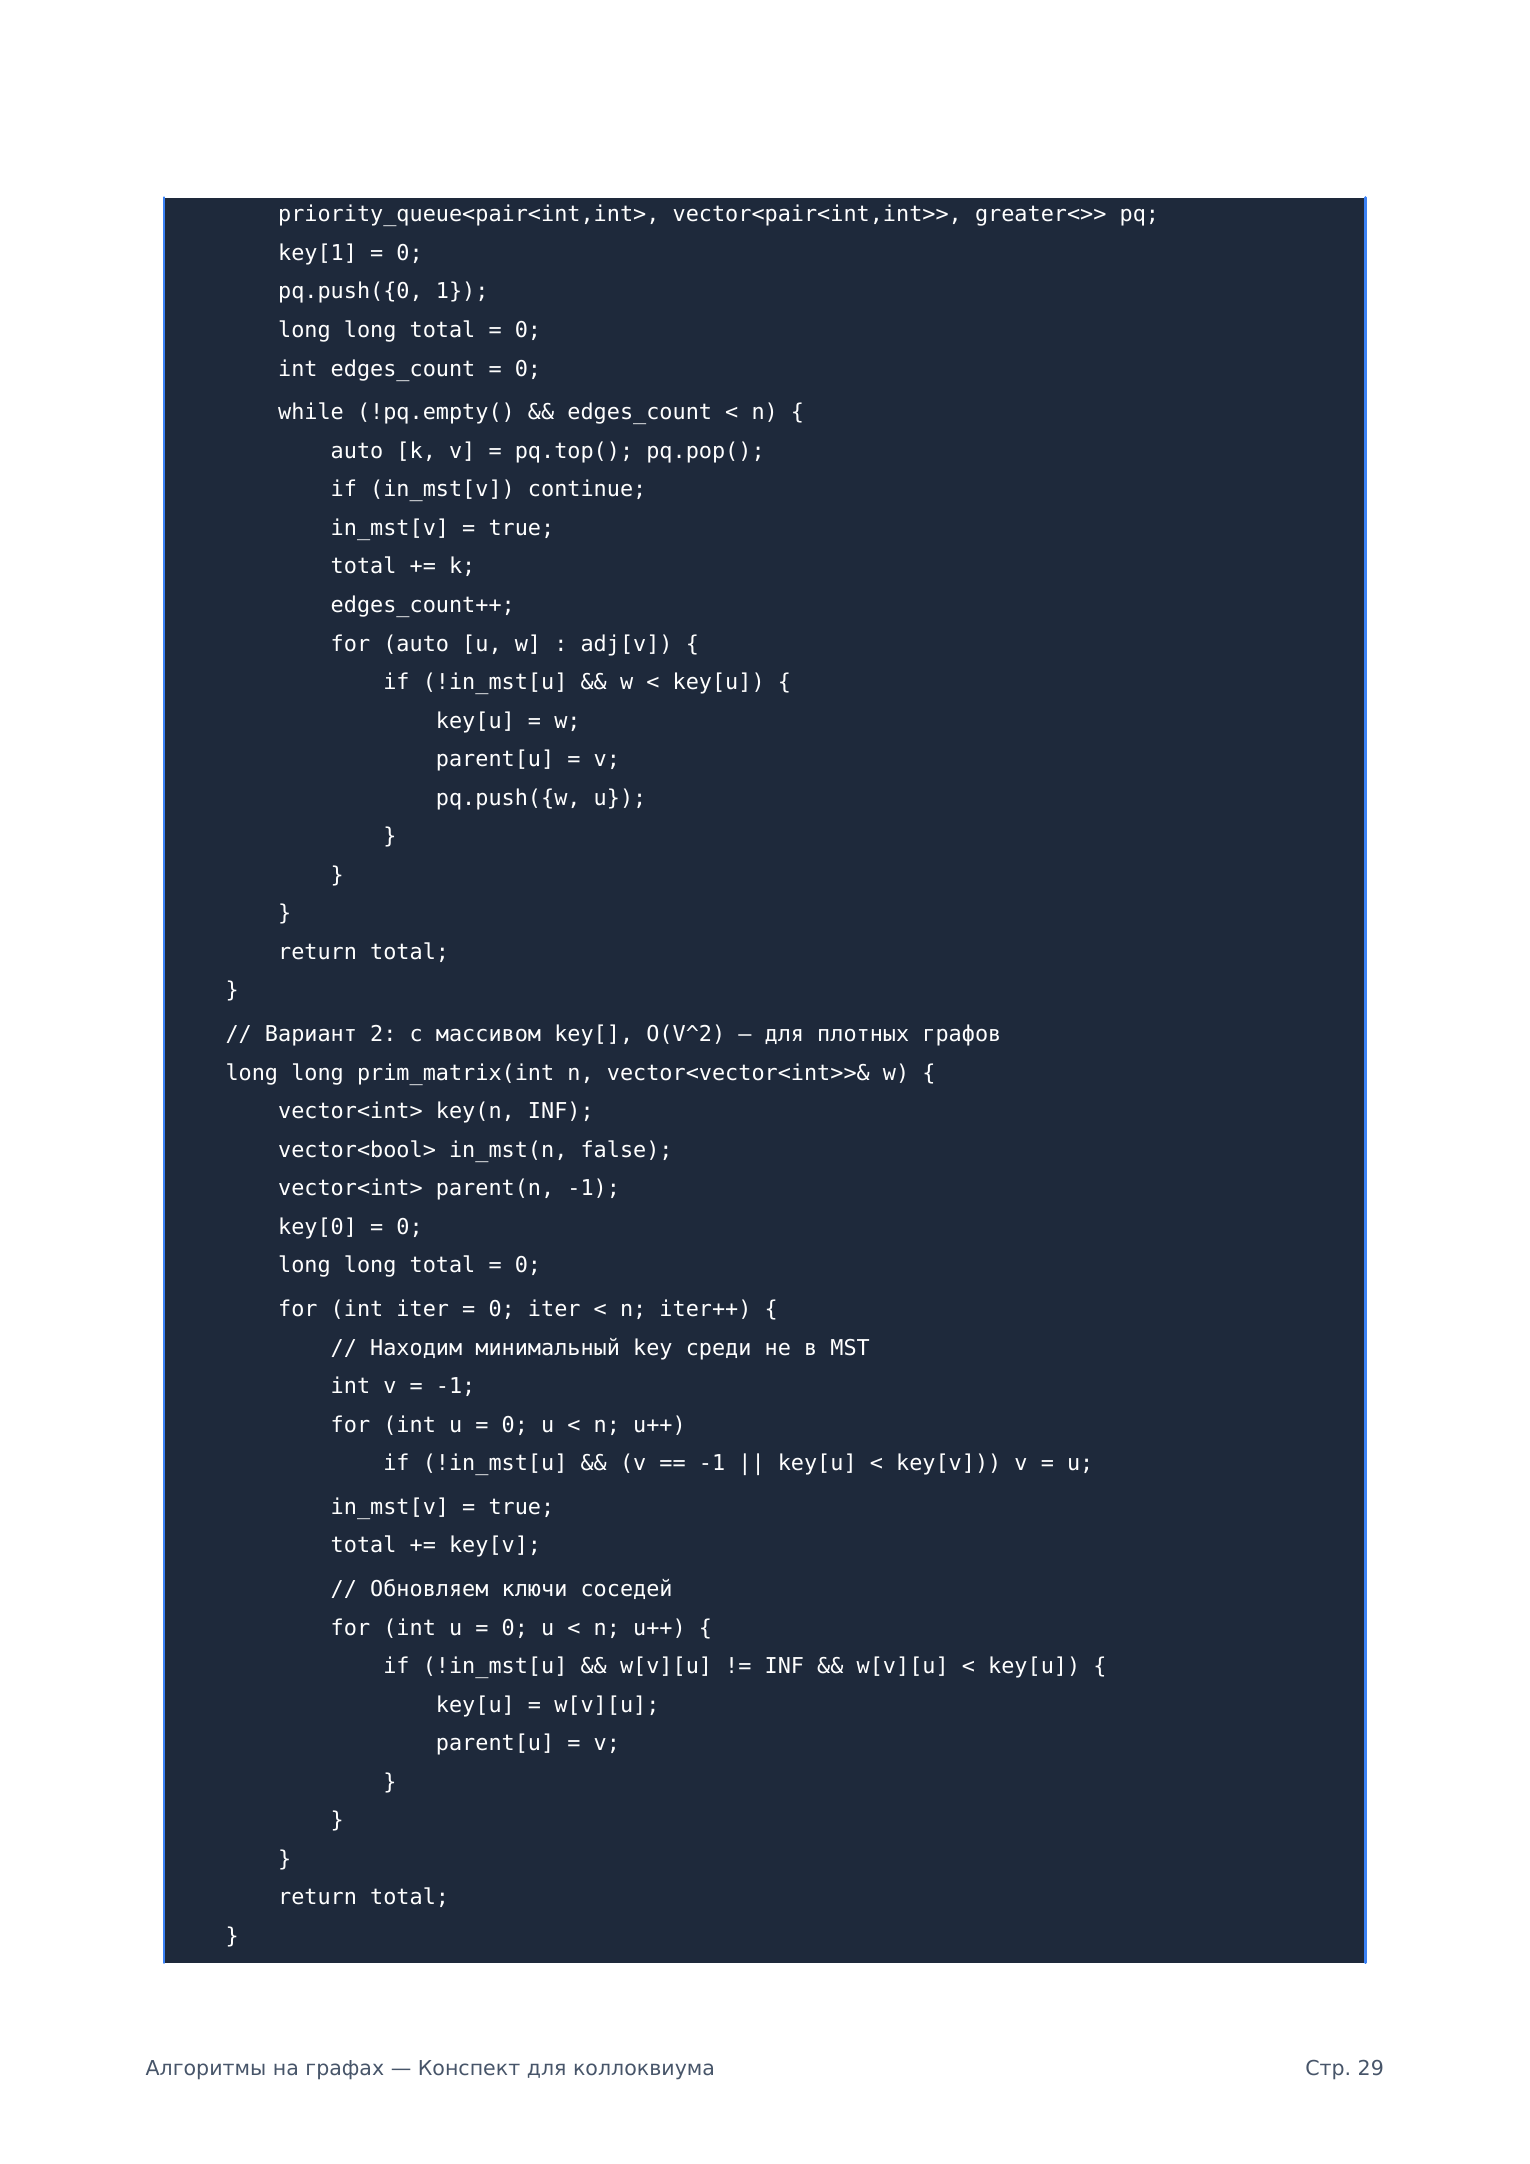 priority_queue<pair<int,int>, vector<pair<int,int>>, greater<>> pq;
    key[1] = 0;
    pq.push({0, 1});
    long long total = 0;
    int edges_count = 0;
    while (!pq.empty() && edges_count < n) {
        auto [k, v] = pq.top(); pq.pop();
        if (in_mst[v]) continue;
        in_mst[v] = true;
        total += k;
        edges_count++;
        for (auto [u, w] : adj[v]) {
            if (!in_mst[u] && w < key[u]) {
                key[u] = w;
                parent[u] = v;
                pq.push({w, u});
            }
        }
    }
    return total;
}
// Вариант 2: с массивом key[], O(V^2) — для плотных графов
long long prim_matrix(int n, vector<vector<int>>& w) {
    vector<int> key(n, INF);
    vector<bool> in_mst(n, false);
    vector<int> parent(n, -1);
    key[0] = 0;
    long long total = 0;
    for (int iter = 0; iter < n; iter++) {
        // Находим минимальный key среди не в MST
        int v = -1;
        for (int u = 0; u < n; u++)
            if (!in_mst[u] && (v == -1 || key[u] < key[v])) v = u;
        in_mst[v] = true;
        total += key[v];
        // Обновляем ключи соседей
        for (int u = 0; u < n; u++) {
            if (!in_mst[u] && w[v][u] != INF && w[v][u] < key[u]) {
                key[u] = w[v][u];
                parent[u] = v;
            }
        }
    }
    return total;
}
Алгоритмы на графах — Конспект для коллоквиума
Стр. 29